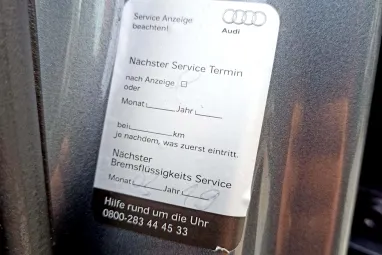 Service Anzeige
beachten!
Audi
Nächster Service Termin
nach Anzeige
oder
Monat Jahr
bei km
je nachdem, was zuerst eintritt.
Nächster
Bremsflüssigkeits Service
Monat Jahr
Hilfe rund um die Uhr
0800-283 44 45 33